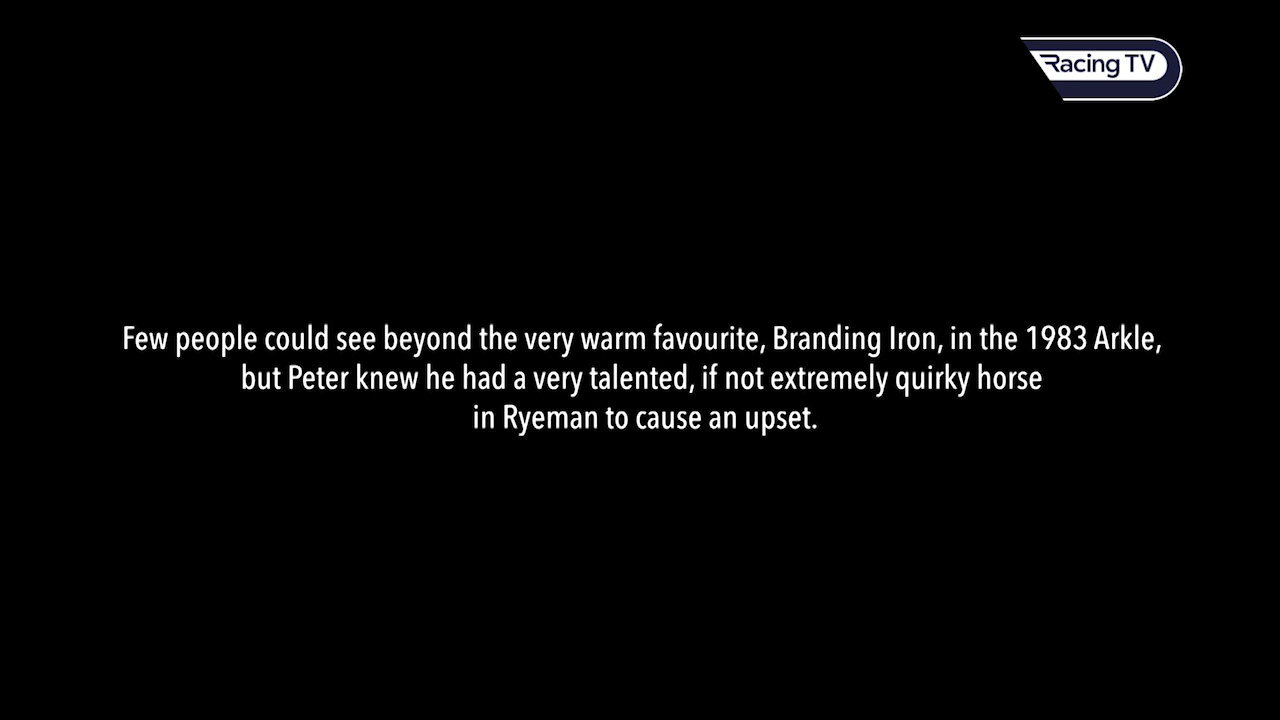 Racing TV
Few people could see beyond the very warm favourite, Branding Iron, in the 1983 Arkle,
but Peter knew he had a very talented, if not extremely quirky horse
in Ryeman to cause an upset.